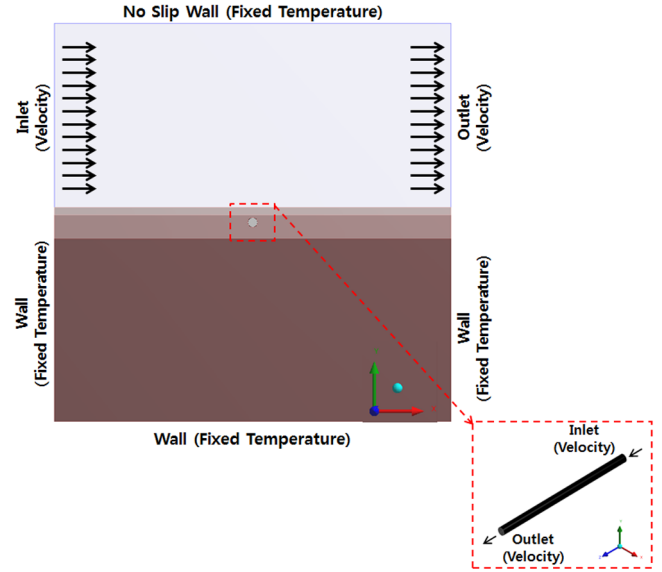 No Slip Wall (Fixed Temperature)
Inlet
(Velocity)
Outlet
(Velocity)
Wall
(Fixed Temperature)
Wall
(Fixed Temperature)
Wall (Fixed Temperature)
Inlet
(Velocity)
Outlet
(Velocity)